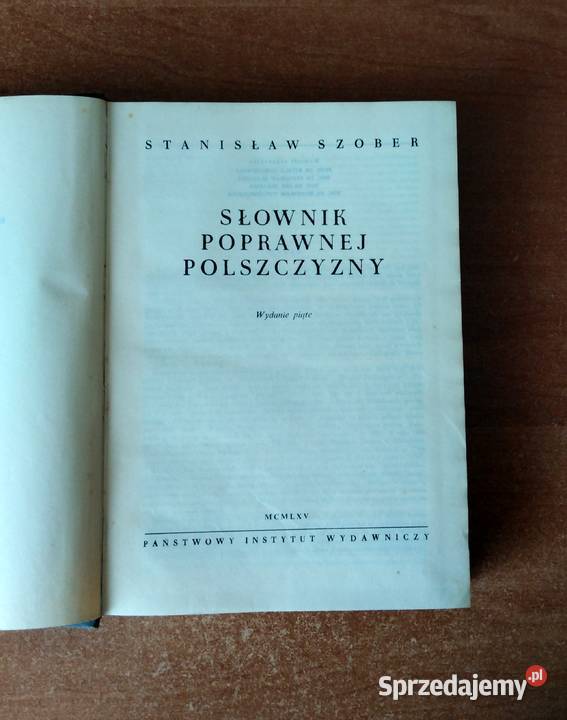 STANISŁAW SZOBER
SŁOWNIK
POPRAWNEJ
POLSZCZYZNY
Wydanie piąte
MCMLXV
PAŃSTWOWY INSTYTUT WYDAWNICZY
Sprzedajemy.pl